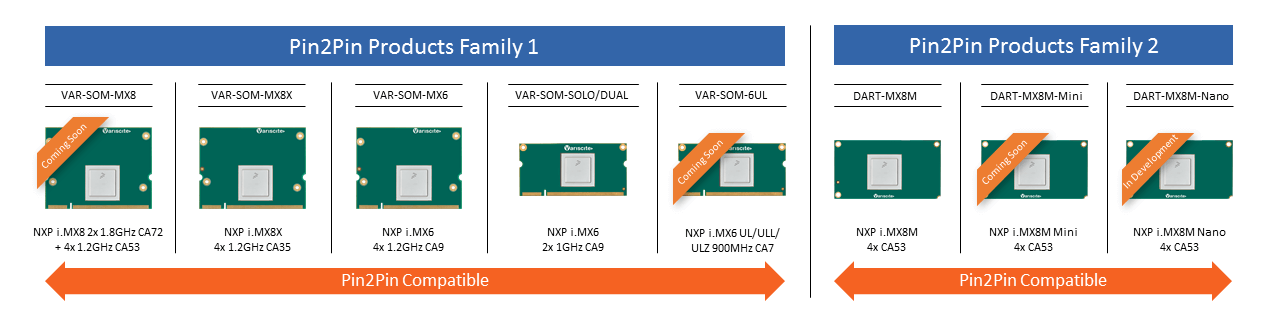 Pin2Pin Products Family 1
VAR-SOM-MX8
VAR-SOM-MX8X
VAR-SOM-MX6
VAR-SOM-SOLO/DUAL
VAR-SOM-6UL
Coming Soon
Variscite
Variscite
Variscite
Variscite
Coming Soon
Variscite
NXP i.MX8 2x 1.8GHz CA72
+ 4x 1.2GHz CA53
NXP i.MX8X
4x 1.2GHz CA35
NXP i.MX6
4x 1.2GHz CA9
NXP i.MX6
2x 1GHz CA9
NXP i.MX6 UL/ULL/
ULZ 900MHz CA7
Pin2Pin Compatible
Pin2Pin Products Family 2
DART-MX8M
DART-MX8M-Mini
DART-MX8M-Nano
Variscite
Coming Soon
Variscite
In Development
Variscite
NXP i.MX8M
4x CA53
NXP i.MX8M Mini
4x CA53
NXP i.MX8M Nano
4x CA53
Pin2Pin Compatible